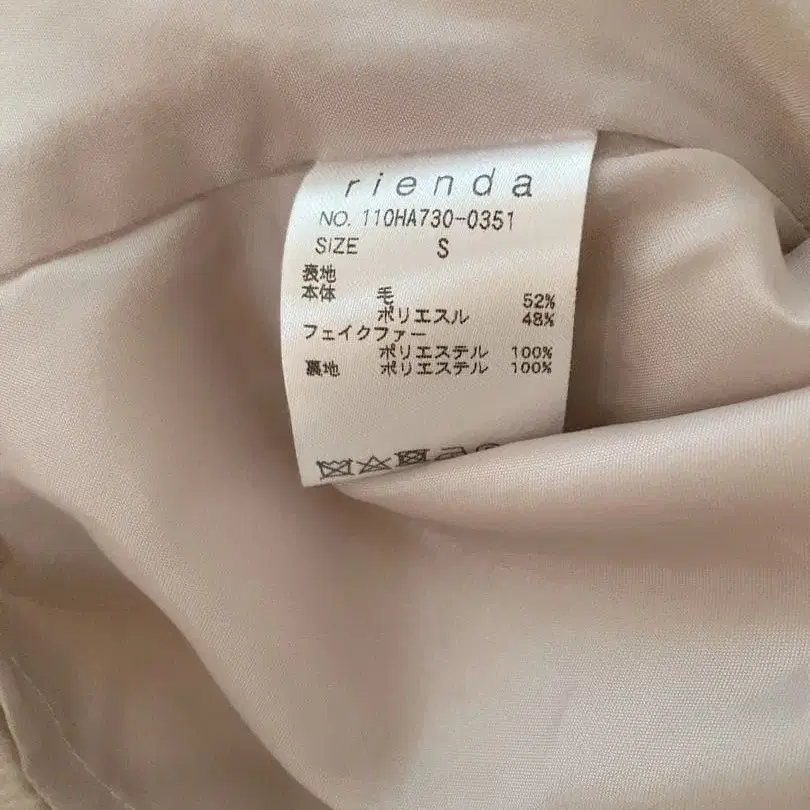 rienda
NO. 110HA730-0351
SIZE S
表地
本体 毛 52%
ポリエスル 48%
フェイクファー
ポリエステル 100%
裏地 ポリエステル 100%